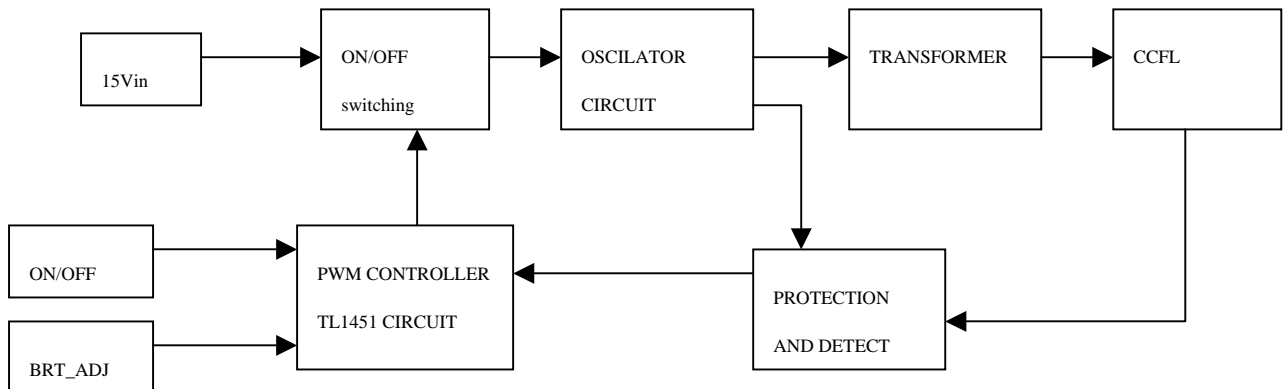 15Vin
ON/OFF
switching
OSCILATOR
CIRCUIT
TRANSFORMER
CCFL
ON/OFF
BRT_ADJ
PWM CONTROLLER
TL1451 CIRCUIT
PROTECTION
AND DETECT